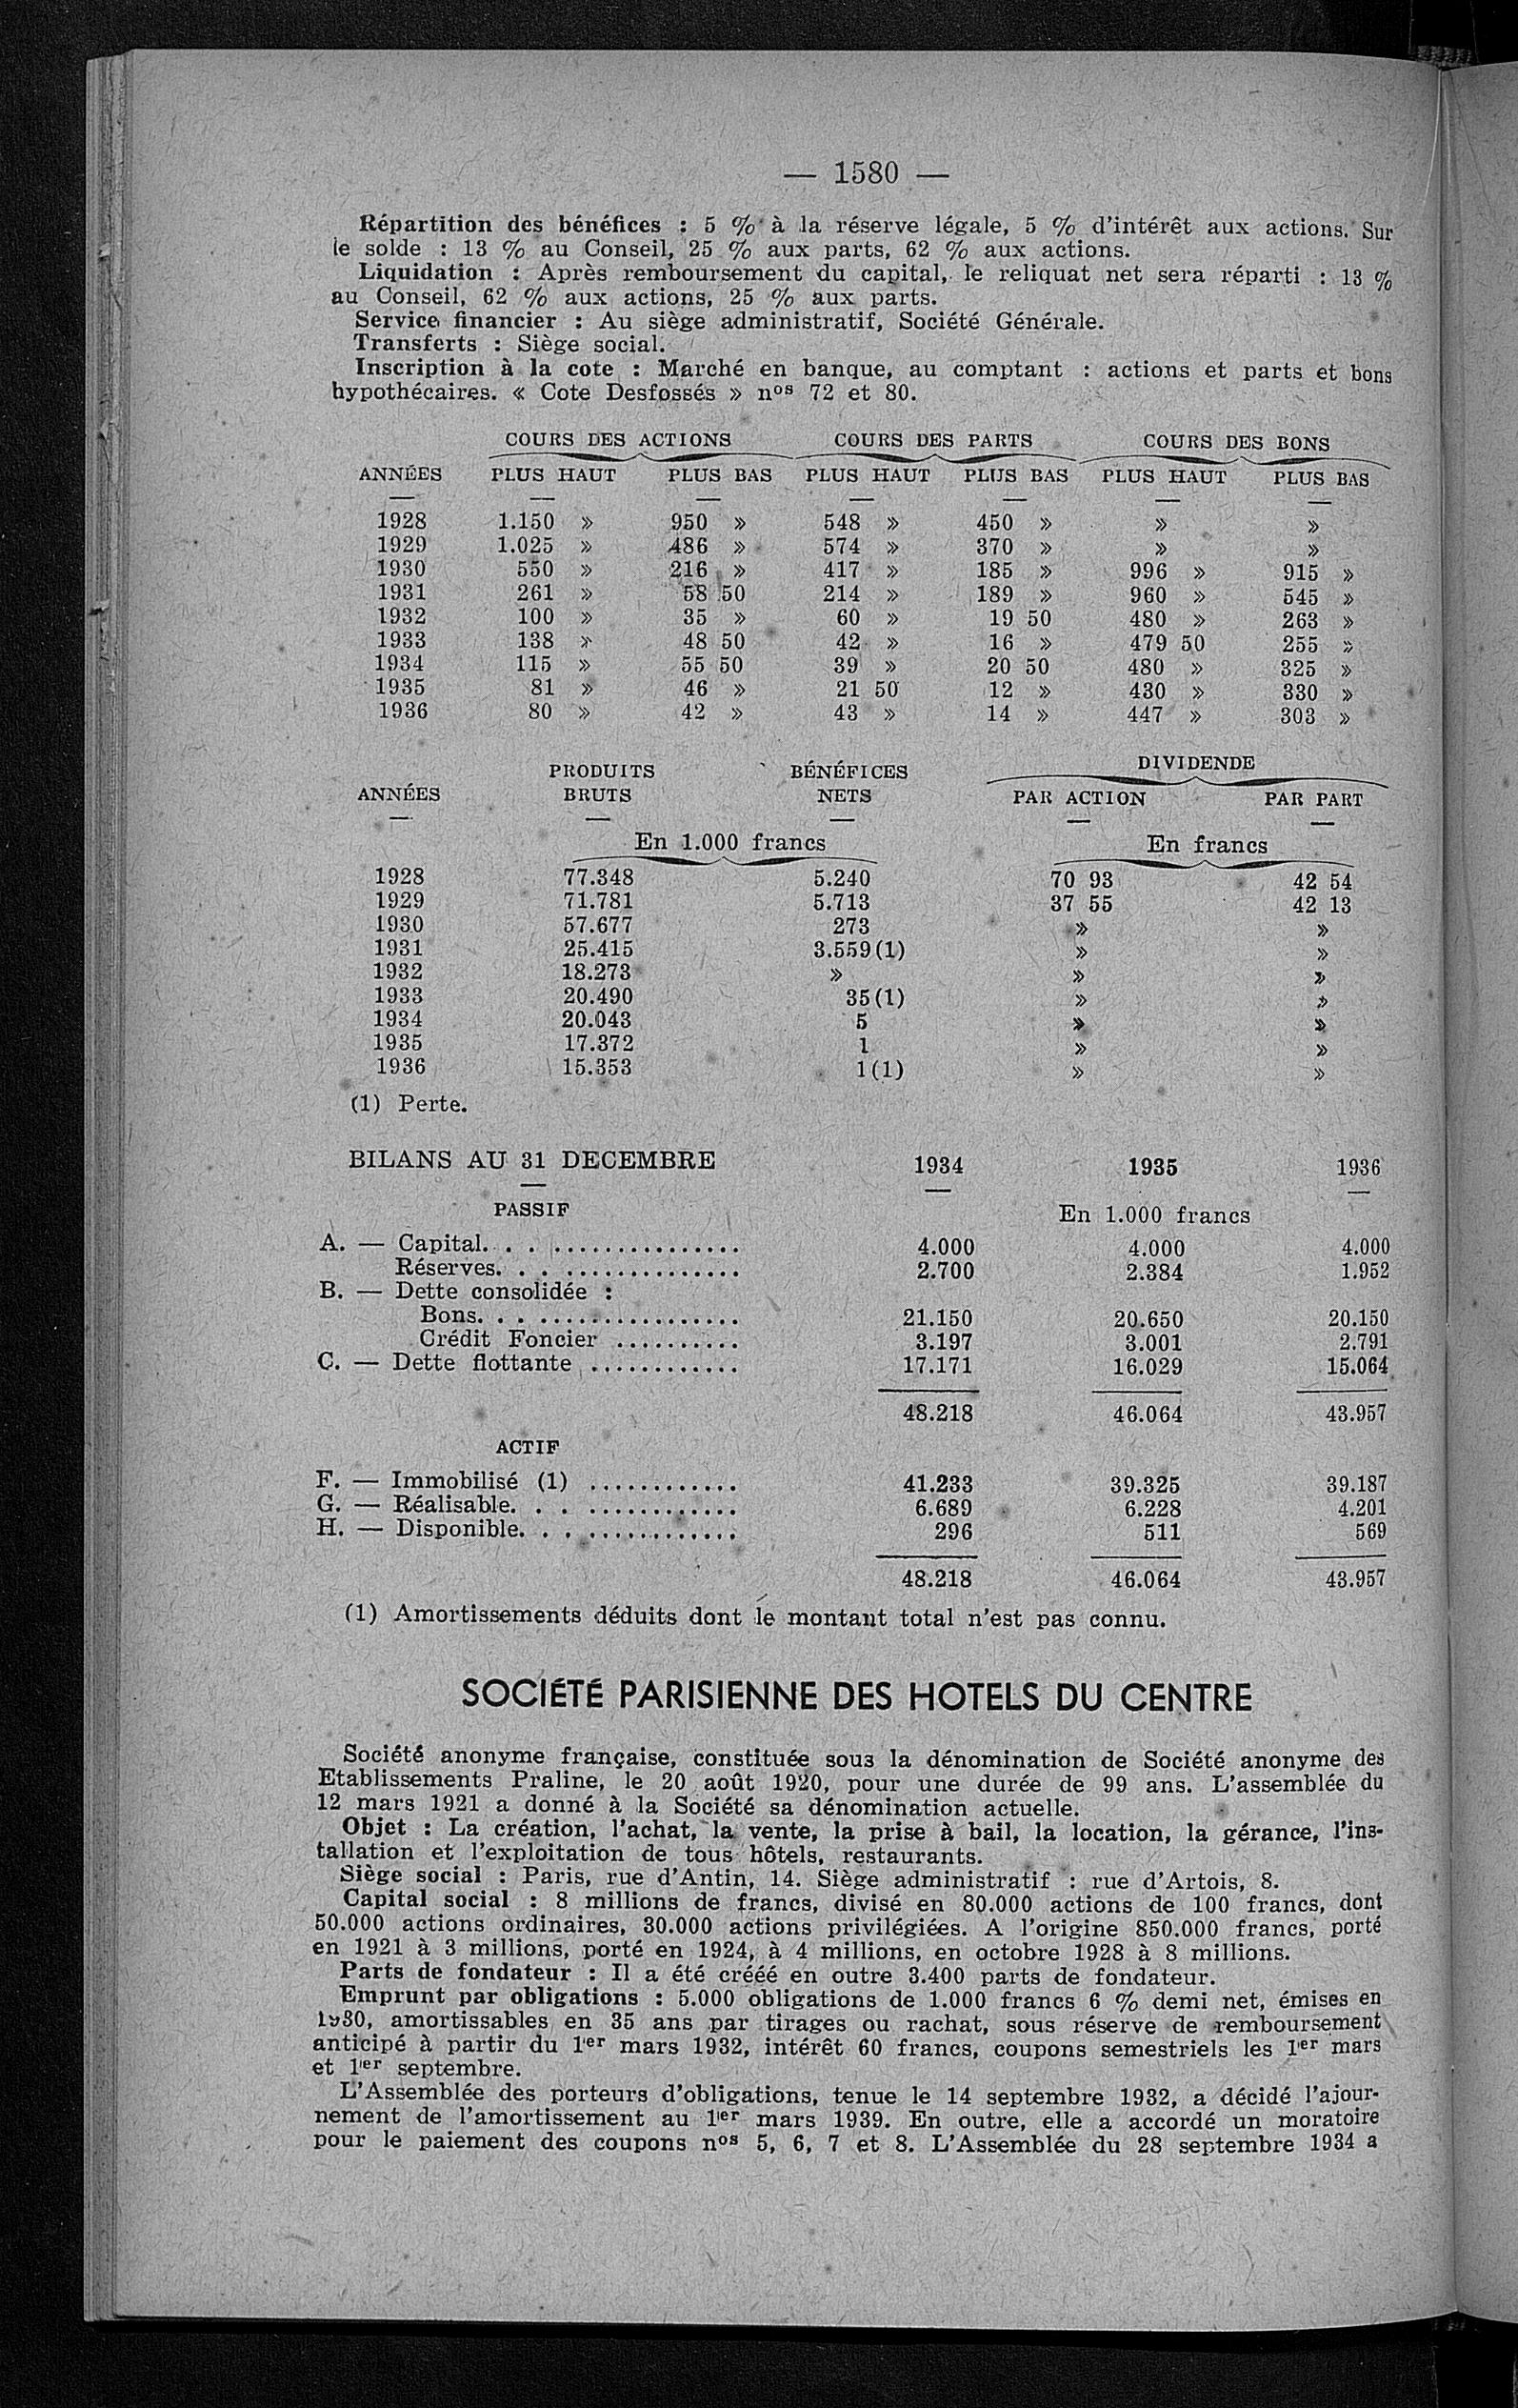 — 1580 —
Répartition des bénéfices : 5 % à la réserve légale, 5 % d'intérêt aux actions. Sur
le solde : 13 % au Conseil, 25 % aux parts, 62 % aux actions.
Liquidation : Après remboursement du capital, le reliquat net sera réparti : 13 %
au Conseil, 62 % aux actions, 25 % aux parts.
Service financier : Au siège administratif, Société Générale.
Transferts : Siège social.
Inscription à la cote : Marché en banque, au comptant : actions et parts et bons
hypothécaires. « Cote Desfossés » nos 72 et 80.
COURS DES ACTIONS COURS DES PARTS COURS DES BONS
ANNÉES PLUS HAUT PLUS BAS PLUS HAUT PLUS BAS PLUS HAUT PLUS BAS
1928 1.150 » 950 » 548 » 450 » » »
1929 1.025 » 486 » 574 » 370 » » »
1930 550 » 216 » 417 » 185 » 996 » 915 »
1931 261 » 58 50 214 » 189 » 960 » 545 »
1932 100 » 35 » 60 » 19 50 480 » 263 »
1933 138 » 48 50 42 » 16 » 479 50 255 »
1934 115 » 55 50 39 » 20 50 480 » 325 »
1935 81 » 46 » 21 50 12 » 430 » 330 »
1936 80 » 42 » 43 » 14 » 447 » 303 »
PRODUITS BÉNÉFICES DIVIDENDE
ANNÉES BRUTS NETS PAR ACTION PAR PART
En 1.000 francs En francs
1928 77.348 5.240 70 93 42 54
1929 71.781 5.713 37 55 42 13
1930 57.677 273 » »
1931 25.415 3.559 (1) » »
1932 18.273 » » »
1933 20.490 35 (1) » »
1934 20.043 5 » »
1935 17.372 1 » »
1936 15.353 1 (1) » »
(1) Perte.
BILANS AU 31 DECEMBRE 1934 1935 1936
PASSIF En 1.000 francs
A. — Capital. . . ............... 4.000 4.000 4.000
Réserves. . . .............. 2.700 2.384 1.952
B. — Dette consolidée :
Bons. . . ................ 21.150 20.650 20.150
Crédit Foncier .......... 3.197 3.001 2.791
C. — Dette flottante ............ 17.171 16.029 15.064
48.218 46.064 43.957
ACTIF
F. — Immobilisé (1) ............ 41.233 39.325 39.187
G. — Réalisable. . . ............ 6.689 6.228 4.201
H. — Disponible. . . ............ 296 511 569
48.218 46.064 43.957
(1) Amortissements déduits dont le montant total n'est pas connu.
SOCIÉTÉ PARISIENNE DES HOTELS DU CENTRE
Société anonyme française, constituée sous la dénomination de Société anonyme des
Etablissements Praline, le 20 août 1920, pour une durée de 99 ans. L'assemblée du
12 mars 1921 a donné à la Société sa dénomination actuelle.
Objet : La création, l'achat, la vente, la prise à bail, la location, la gérance, l'ins-
tallation et l'exploitation de tous hôtels, restaurants.
Siège social : Paris, rue d'Antin, 14. Siège administratif : rue d'Artois, 8.
Capital social : 8 millions de francs, divisé en 80.000 actions de 100 francs, dont
50.000 actions ordinaires, 30.000 actions privilégiées. A l'origine 850.000 francs, porté
en 1921 à 3 millions, porté en 1924, à 4 millions, en octobre 1928 à 8 millions.
Parts de fondateur : Il a été crééé en outre 3.400 parts de fondateur.
Emprunt par obligations : 5.000 obligations de 1.000 francs 6 % demi net, émises en
1930, amortissables en 35 ans par tirages ou rachat, sous réserve de remboursement
anticipé à partir du 1er mars 1932, intérêt 60 francs, coupons semestriels les 1er mars
et 1er septembre.
L'Assemblée des porteurs d'obligations, tenue le 14 septembre 1932, a décidé l'ajour-
nement de l'amortissement au 1er mars 1939. En outre, elle a accordé un moratoire
pour le paiement des coupons nos 5, 6, 7 et 8. L'Assemblée du 28 septembre 1934 a